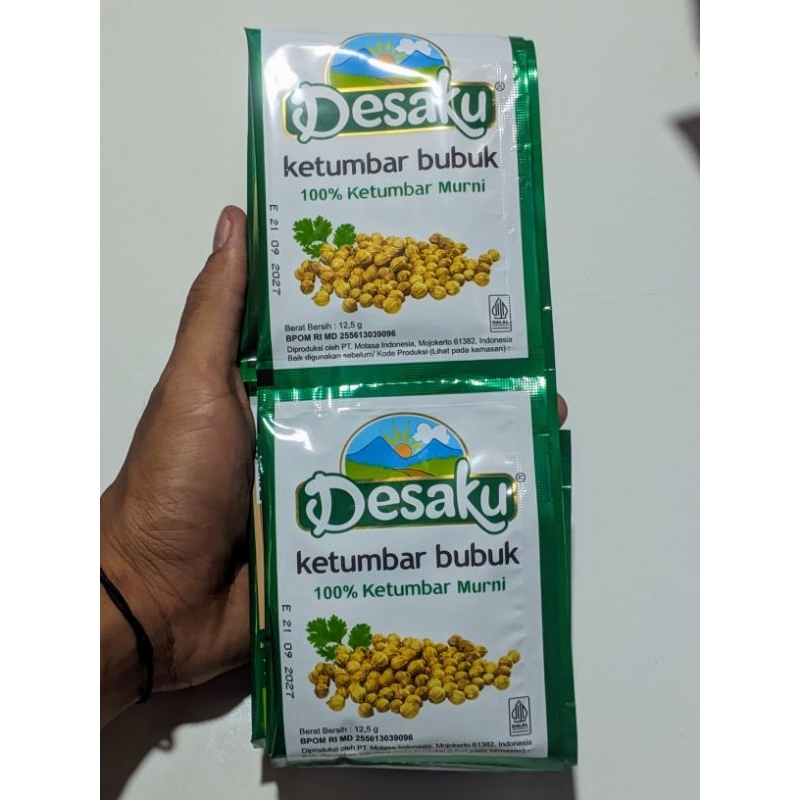 Desaku®
ketumbar bubuk
100% Ketumbar Murni
E 21 09 2027
HALAL
Berat Bersih : 12,5 g
BPOM RI MD 255613039096
Diproduksi oleh PT. Motasa Indonesia, Mojokerto 61382, Indonesia
Baik digunakan sebelum/ Kode Produksi (Lihat pada kemasan) :
Desaku®
ketumbar bubuk
100% Ketumbar Murni
E 21 09 2027
HALAL
Berat Bersih : 12,5 g
BPOM RI MD 255613039096
Diproduksi oleh PT. Motasa Indonesia, Mojokerto 61382, Indonesia